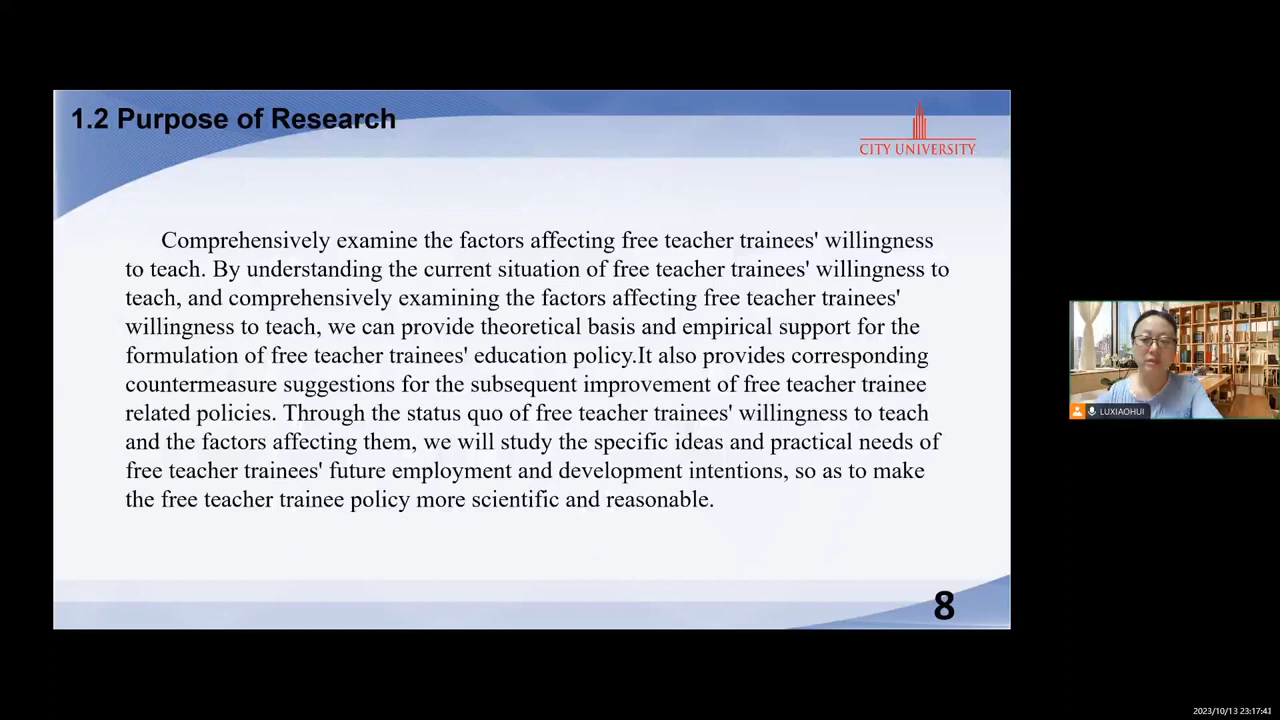 1.2 Purpose of Research
CITY UNIVERSITY
Comprehensively examine the factors affecting free teacher trainees' willingness
to teach. By understanding the current situation of free teacher trainees' willingness to
teach, and comprehensively examining the factors affecting free teacher trainees'
willingness to teach, we can provide theoretical basis and empirical support for the
formulation of free teacher trainees' education policy.It also provides corresponding
countermeasure suggestions for the subsequent improvement of free teacher trainee
related policies. Through the status quo of free teacher trainees' willingness to teach
and the factors affecting them, we will study the specific ideas and practical needs of
free teacher trainees' future employment and development intentions, so as to make
the free teacher trainee policy more scientific and reasonable.
8
LUXIAOHUI
2023/10/13 23:17:41